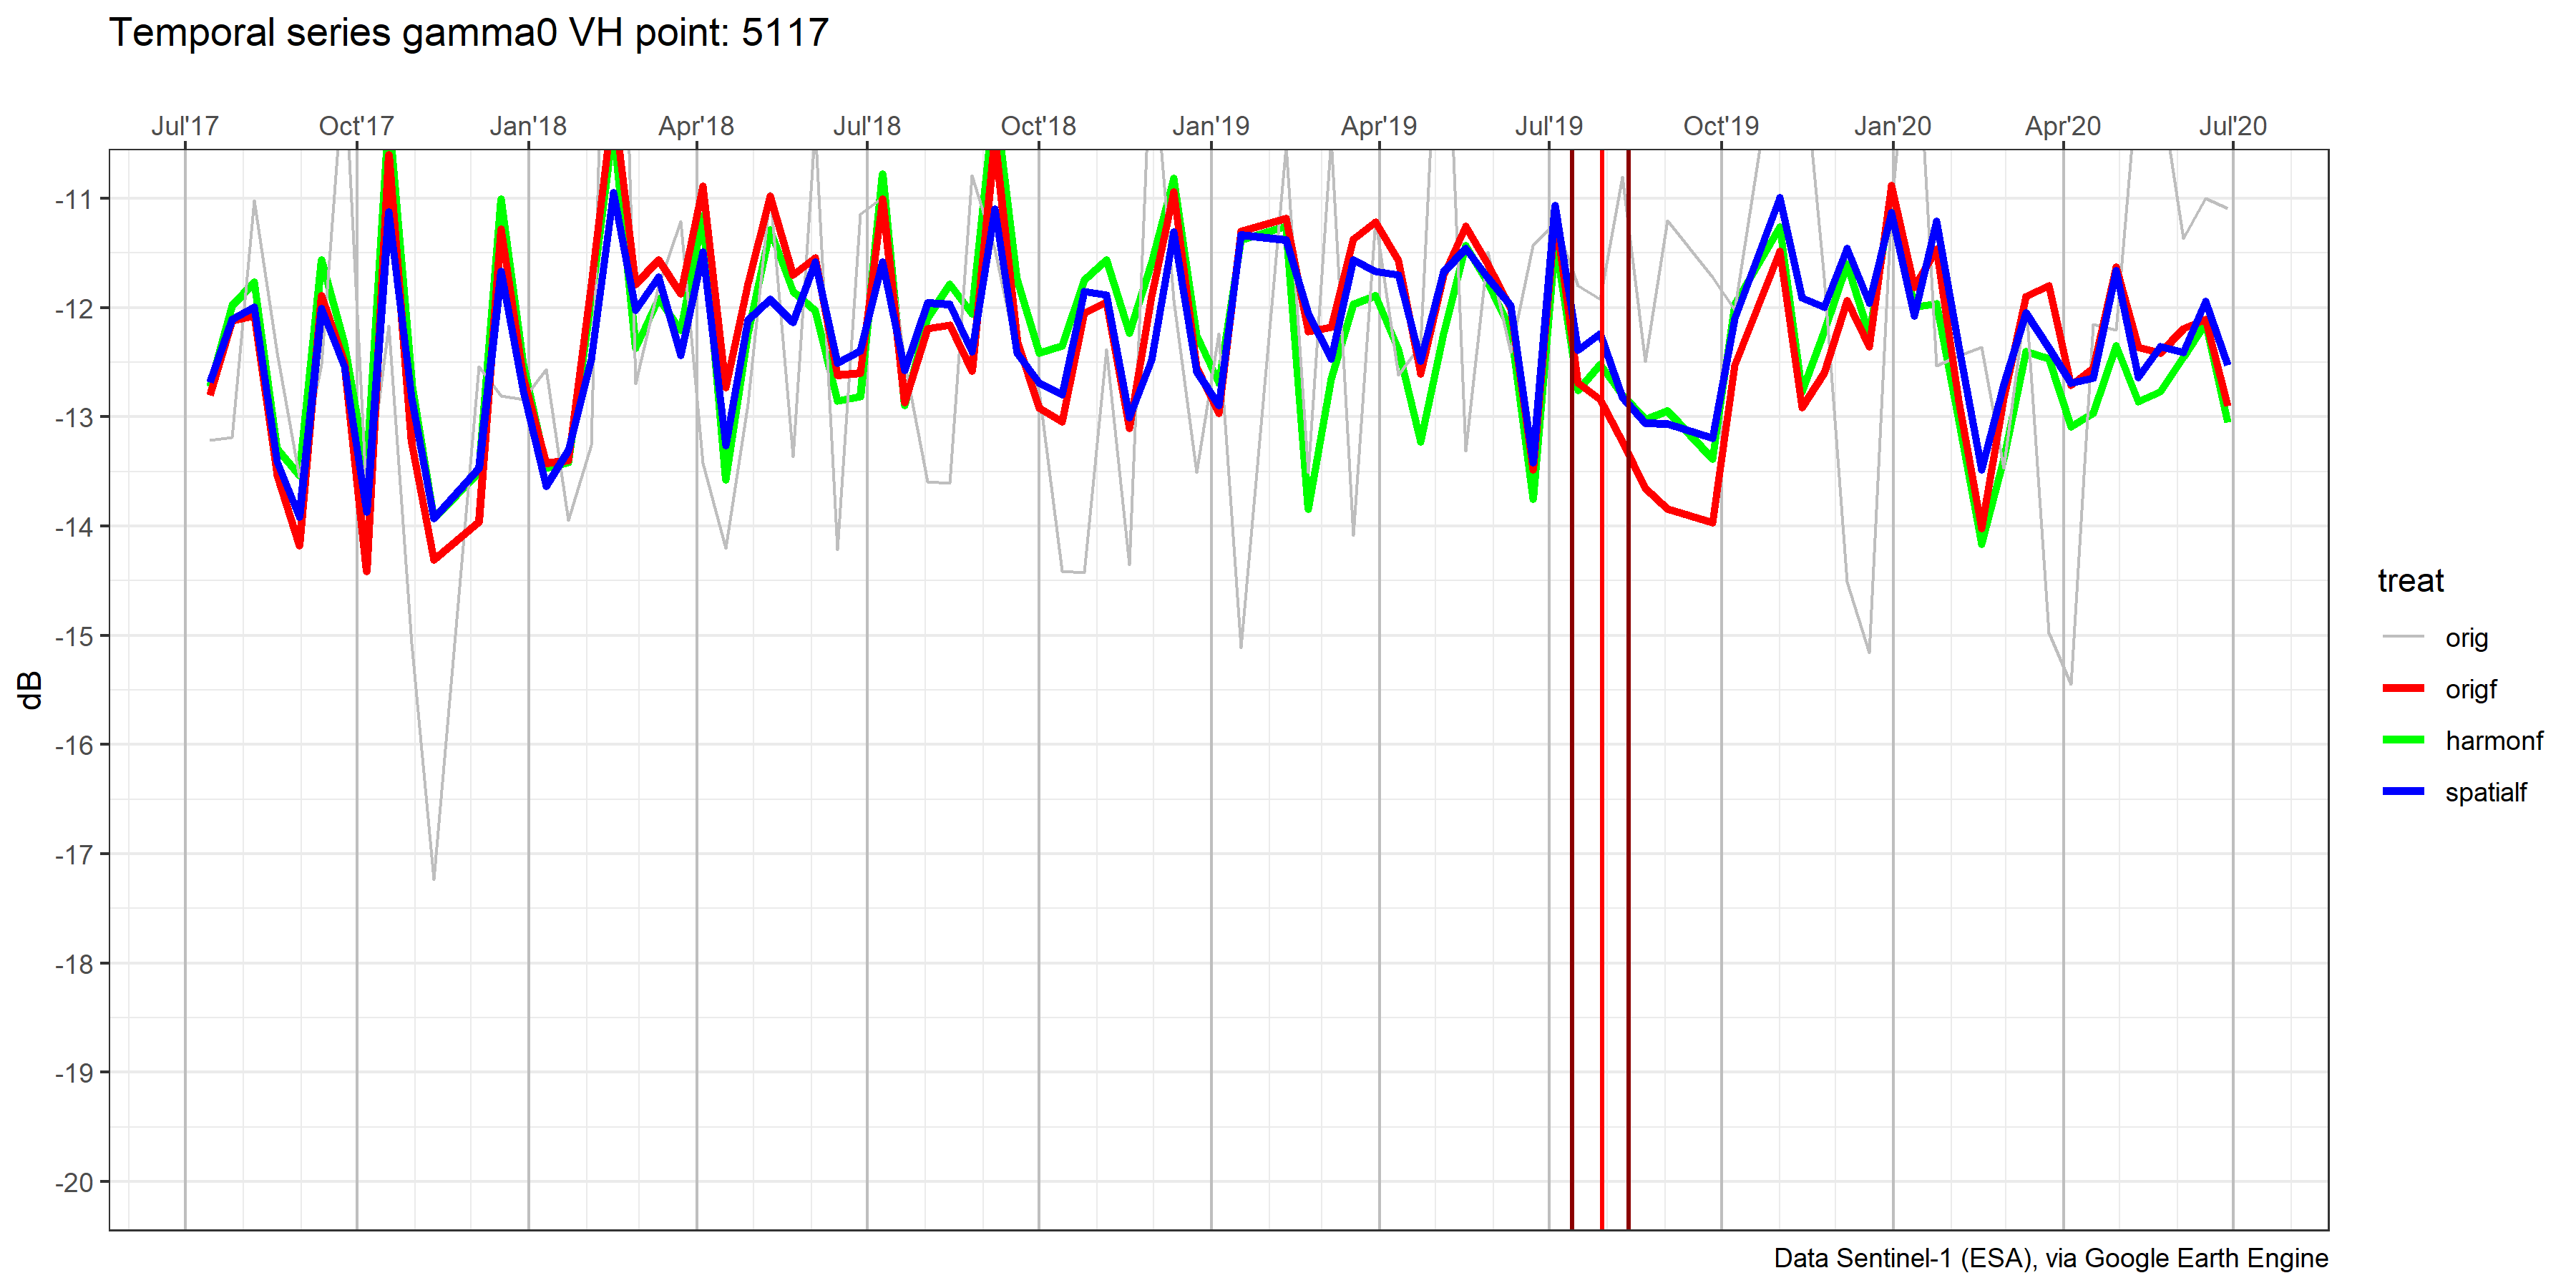 Temporal series gamma0 VH point: 5117
Jul'17 Oct'17 Jan'18 Apr'18 Jul'18 Oct'18 Jan'19 Apr'19 Jul'19 Oct'19 Jan'20 Apr'20 Jul'20
-11
-12
-13
-14
-15
-16
-17
-18
-19
-20
dB
treat
orig
origf
harmonf
spatialf
Data Sentinel-1 (ESA), via Google Earth Engine